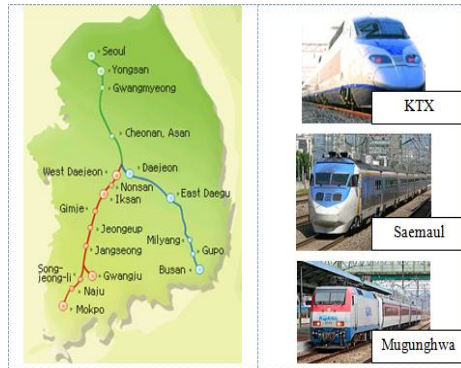 Seoul
Yongsan
Gwangmyeong
Cheonan, Asan
West Daejeon
Daejeon
Nonsan
Iksan
East Daegu
Gimje
Jeongeup
Milyang
Jangseong
Gupo
Song-
jeong-li
Gwangju
Busan
Naju
Mokpo
KTX
Saemaul
Mugunghwa